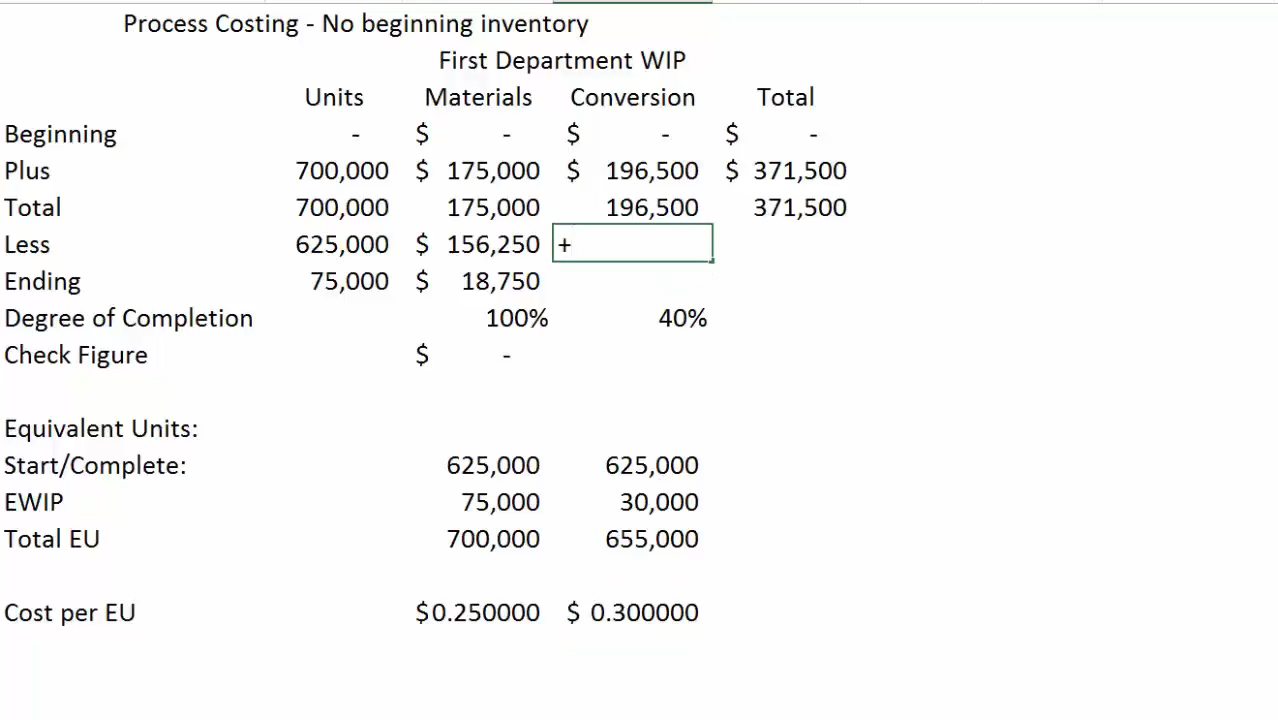 Process Costing - No beginning inventory
First Department WIP
Units Materials Conversion Total
Beginning - $ - $ - $ -
Plus 700,000 $ 175,000 $ 196,500 $ 371,500
Total 700,000 175,000 196,500 371,500
Less 625,000 $ 156,250 +
Ending 75,000 $ 18,750
Degree of Completion 100% 40%
Check Figure $ -
Equivalent Units:
Start/Complete: 625,000 625,000
EWIP 75,000 30,000
Total EU 700,000 655,000
Cost per EU $0.250000 $ 0.300000